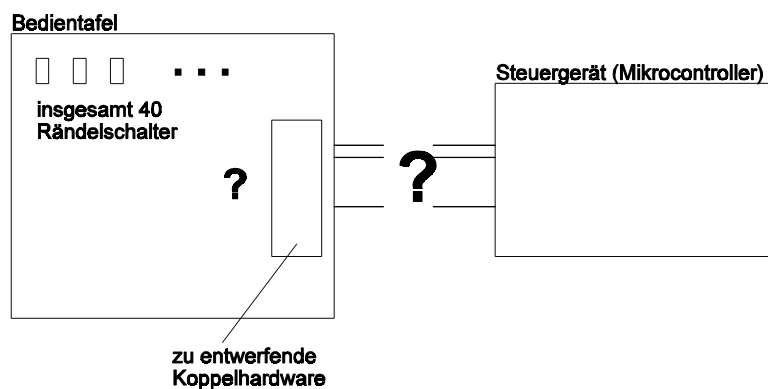 Bedientafel
...
insgesamt 40
Rändelschalter
?
?
Steuergerät (Mikrocontroller)
zu entwerfende
Koppelhardware